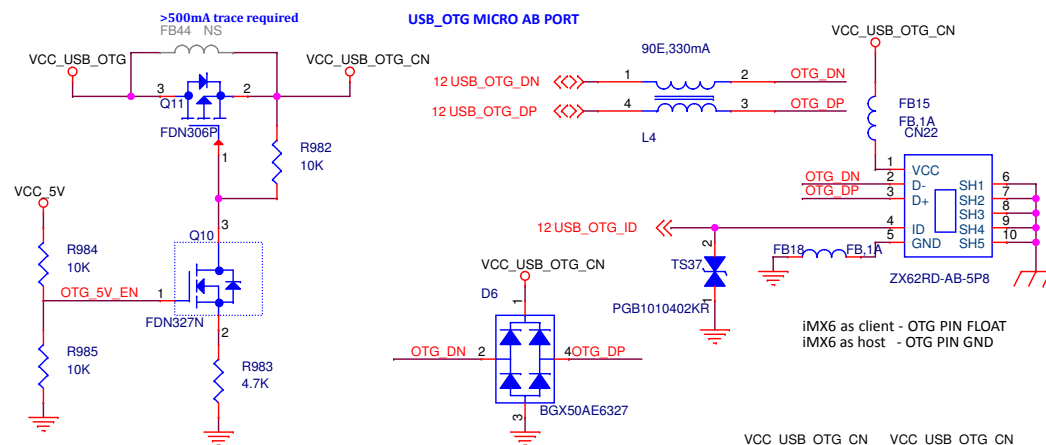 >500mA trace required
USB_OTG MICRO AB PORT
FB44 NS
VCC_USB_OTG
VCC_USB_OTG_CN
3
2
Q11
FDN306P
1
R982
10K
VCC_5V
R984
10K
OTG_5V_EN
1
Q10
3
FDN327N
2
R985
10K
R983
4.7K
90E,330mA
12 USB_OTG_DN
1
2
OTG_DN
12 USB_OTG_DP
4
3
OTG_DP
L4
VCC_USB_OTG_CN
FB15
FB,1A
CN22
OTG_DN
OTG_DP
1
2
3
4
5
VCC
D-
D+
ID
GND
SH1
SH2
SH3
SH4
SH5
6
7
8
9
10
ZX62RD-AB-5P8
12 USB_OTG_ID
FB18
FB,1A
2
TS37
1
PGB1010402KR
VCC_USB_OTG_CN
D6
1
OTG_DN
2
4
OTG_DP
3
BGX50AE6327
iMX6 as client - OTG PIN FLOAT
iMX6 as host - OTG PIN GND
VCC_USB_OTG_CN
VCC_USB_OTG_CN